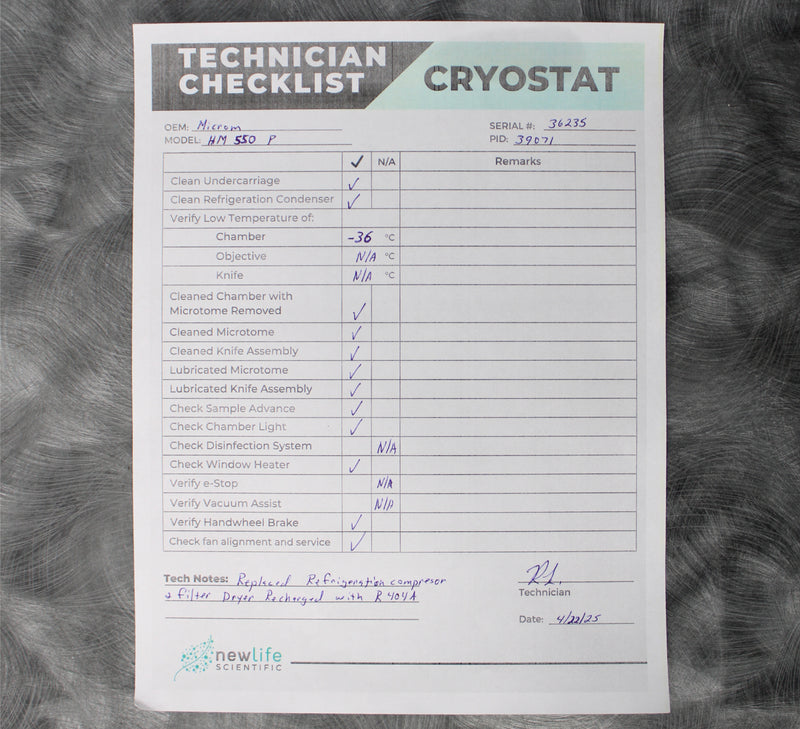 TECHNICIAN CHECKLIST
CRYOSTAT
OEM: Microm
SERIAL #: 36235
MODEL: HM 550 P
PID: 39071
✓ N/A Remarks
Clean Undercarriage ✓
Clean Refrigeration Condenser ✓
Verify Low Temperature of:
Chamber -36 °C
Objective N/A °C
Knife N/A °C
Cleaned Chamber with
Microtome Removed ✓
Cleaned Microtome ✓
Cleaned Knife Assembly ✓
Lubricated Microtome ✓
Lubricated Knife Assembly ✓
Check Sample Advance ✓
Check Chamber Light ✓
Check Disinfection System N/A
Check Window Heater ✓
Verify e-Stop N/A
Verify Vacuum Assist N/A
Verify Handwheel Brake ✓
Check fan alignment and service ✓
Tech Notes: Replaced Refrigeration compresor
& filter Dryer Recharged with R404A
Technician
Date: 4/22/25
newlife
SCIENTIFIC